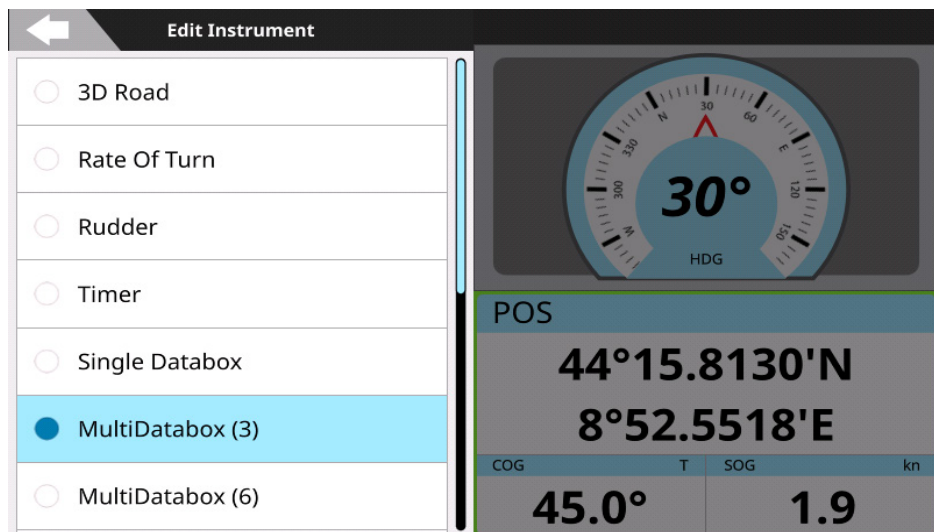 Edit Instrument
3D Road
Rate Of Turn
Rudder
Timer
Single Databox
MultiDatabox (3)
MultiDatabox (6)
W 300 330 N 30 60 E 120 150
30°
HDG
POS
44°15.8130'N
8°52.5518'E
COG T SOG kn
45.0° 1.9